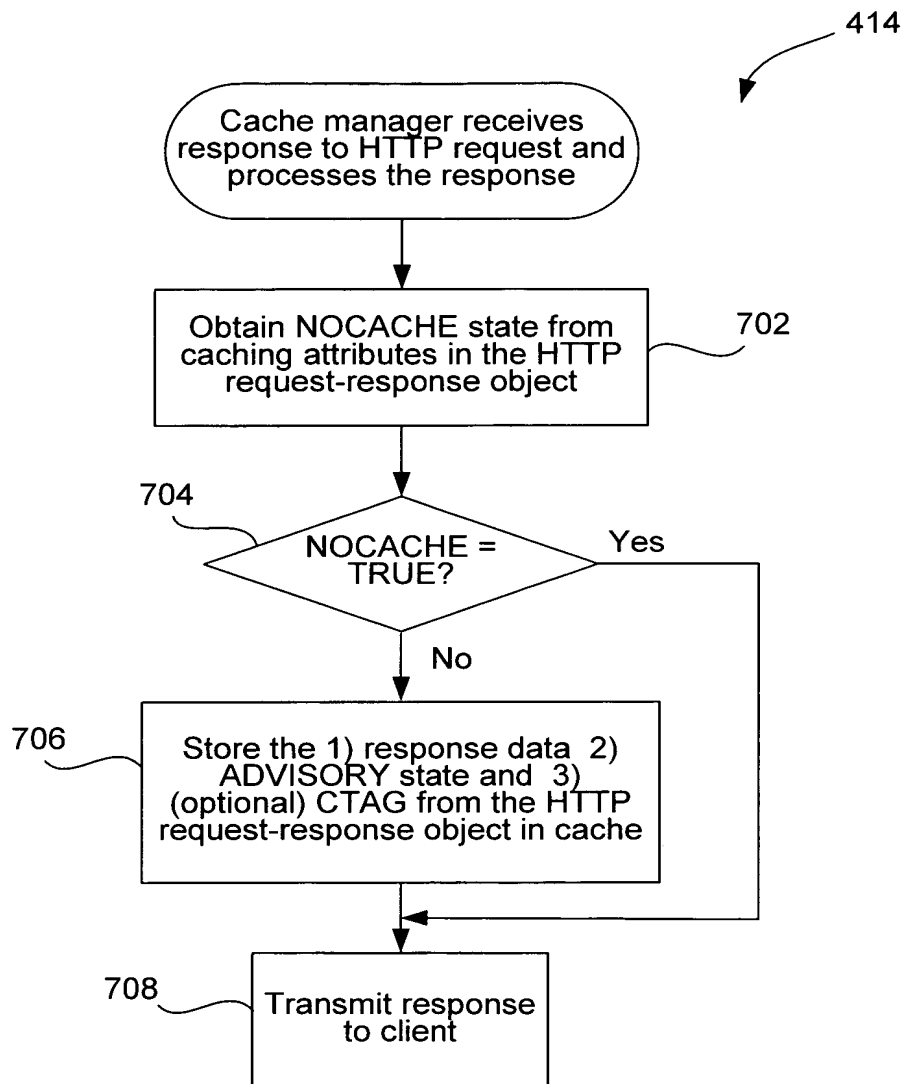 414
Cache manager receives
response to HTTP request and
processes the response
Obtain NOCACHE state from
caching attributes in the HTTP
request-response object
702
704
NOCACHE =
TRUE?
Yes
No
706
Store the 1) response data 2)
ADVISORY state and 3)
(optional) CTAG from the HTTP
request-response object in cache
708
Transmit response
to client